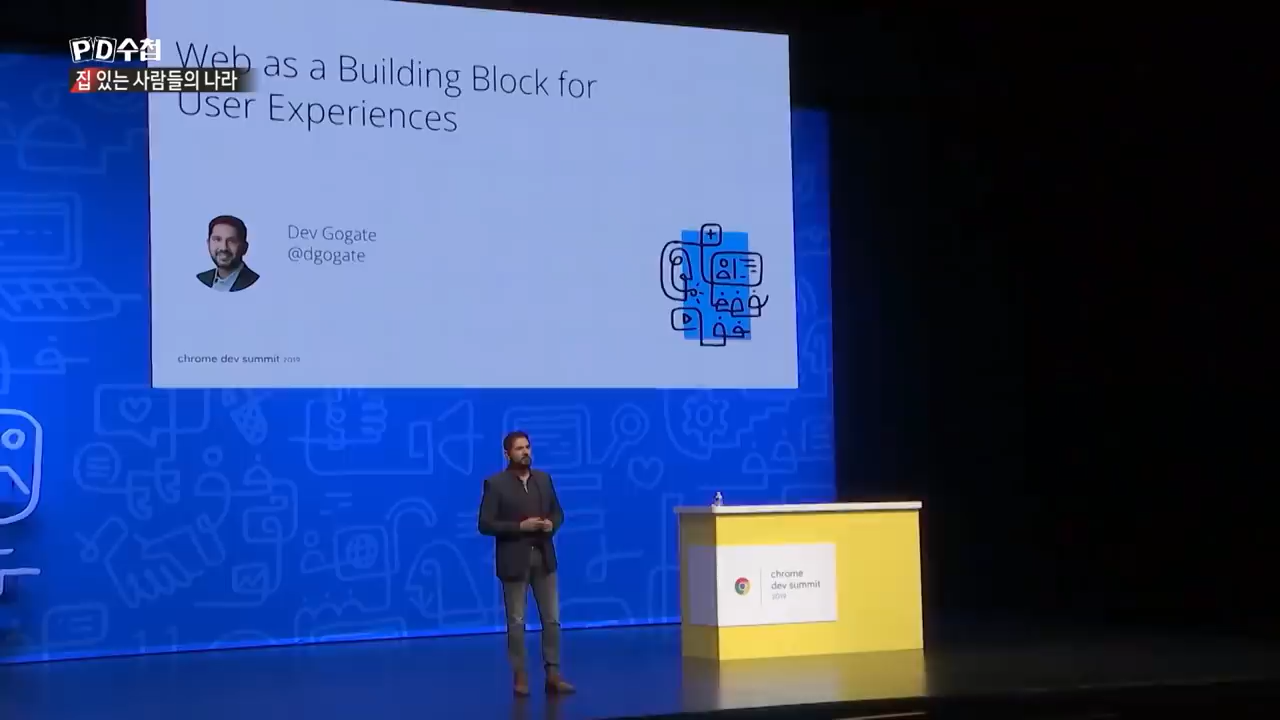 PD수첩
집 있는 사람들의 나라
Web as a Building Block for
User Experiences
Dev Gogate
@dgogate
chrome dev summit 2019
chrome
dev summit
2019